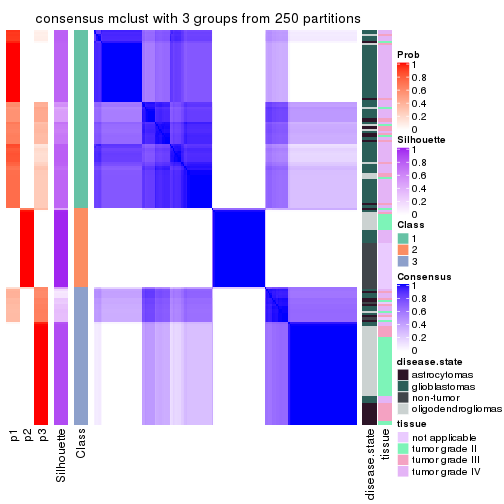 consensus mclust with 3 groups from 250 partitions
Prob
1
0.8
0.6
0.4
0.2
0
Silhouette
1
0.8
0.6
0.4
0.2
0
Class
1
2
3
Consensus
1
0.8
0.6
0.4
0.2
0
disease.state
astrocytomas
glioblastomas
non-tumor
oligodendrogliomas
tissue
not applicable
tumor grade II
tumor grade III
tumor grade IV
p1
p2
p3
Silhouette
Class
disease.state
tissue